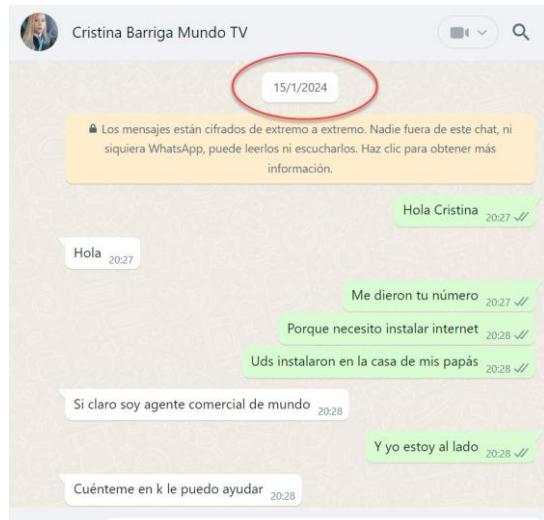 Cristina Barriga Mundo TV
15/1/2024
Los mensajes están cifrados de extremo a extremo. Nadie fuera de este chat, ni
siquiera WhatsApp, puede leerlos ni escucharlos. Haz clic para obtener más
información.
Hola Cristina 20:27
Hola 20:27
Me dieron tu número 20:27
Porque necesito instalar internet 20:28
Uds instalaron en la casa de mis papás 20:28
Si claro soy agente comercial de mundo 20:28
Y yo estoy al lado 20:28
Cuénteme en k le puedo ayudar 20:28